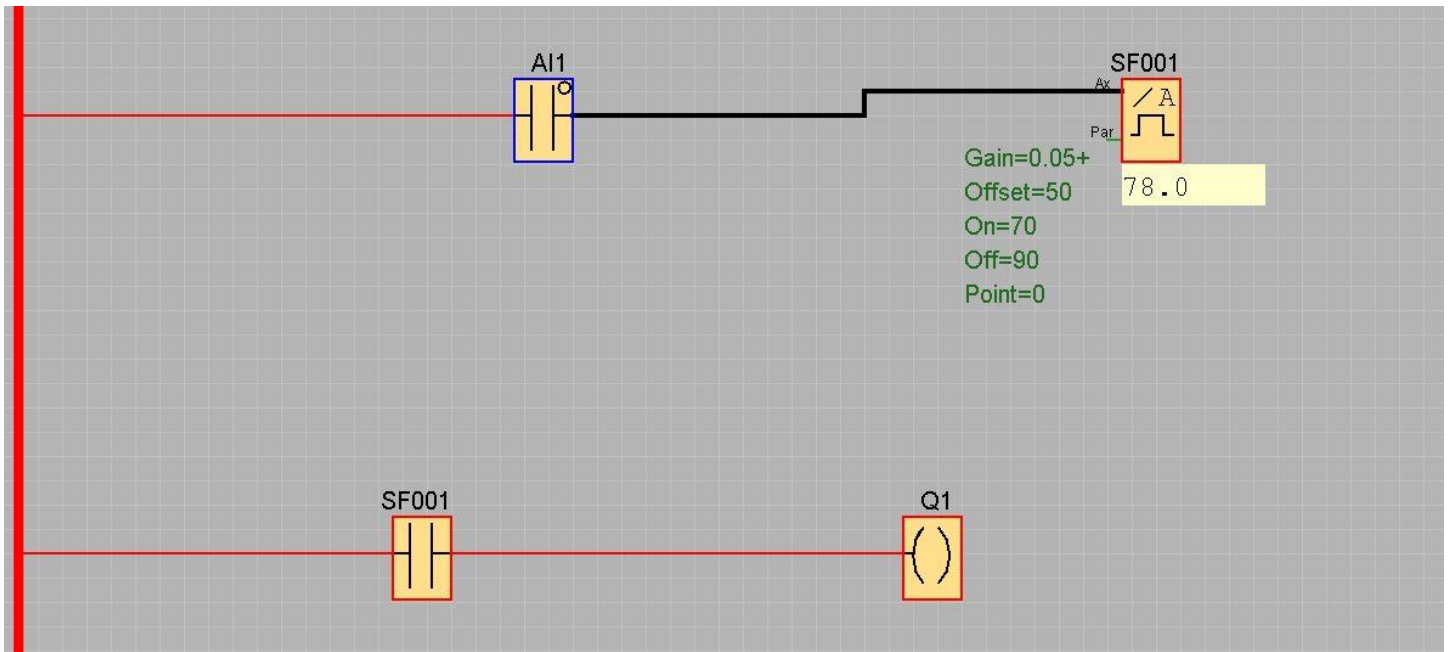 AI1
SF001
Ax
A
Par
Gain=0.05+
78.0
Offset=50
On=70
Off=90
Point=0
SF001
Q1